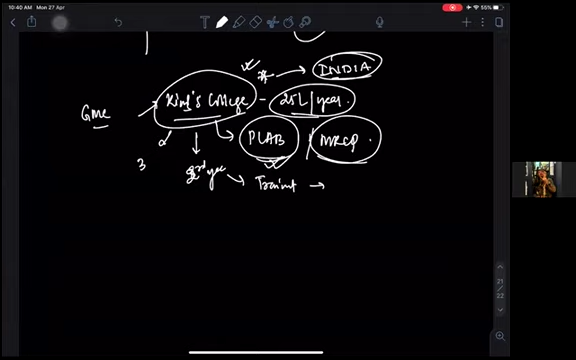 10:40 AM Mon 27 Apr
55%
INDIA
GMC → King's College - 25L/year
PLAB / MRCP
3
3rd year → Traint →
21 / 22